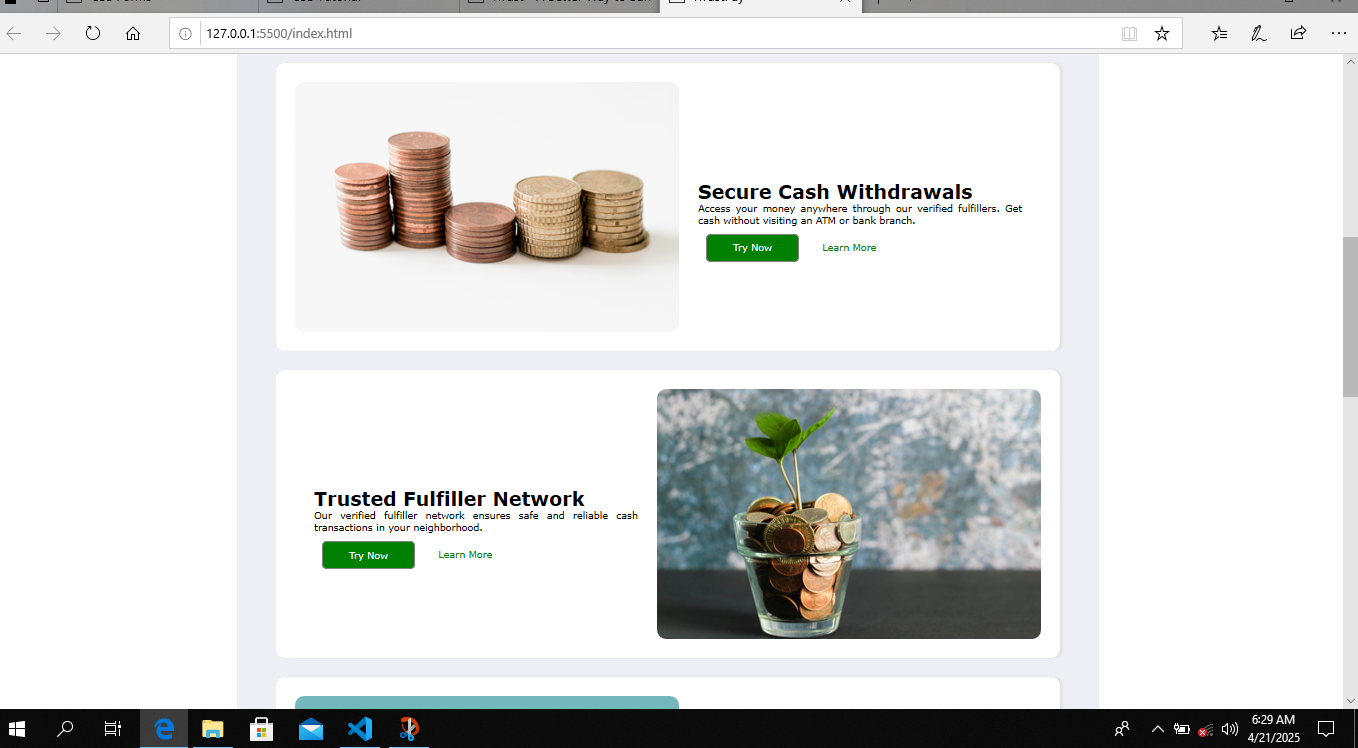 127.0.0.1:5500/index.html
Secure Cash Withdrawals
Access your money anywhere through our verified fulfillers. Get
cash without visiting an ATM or bank branch.
Try Now Learn More
Trusted Fulfiller Network
Our verified fulfiller network ensures safe and reliable cash
transactions in your neighborhood.
Try Now Learn More
6:29 AM
4/21/2025